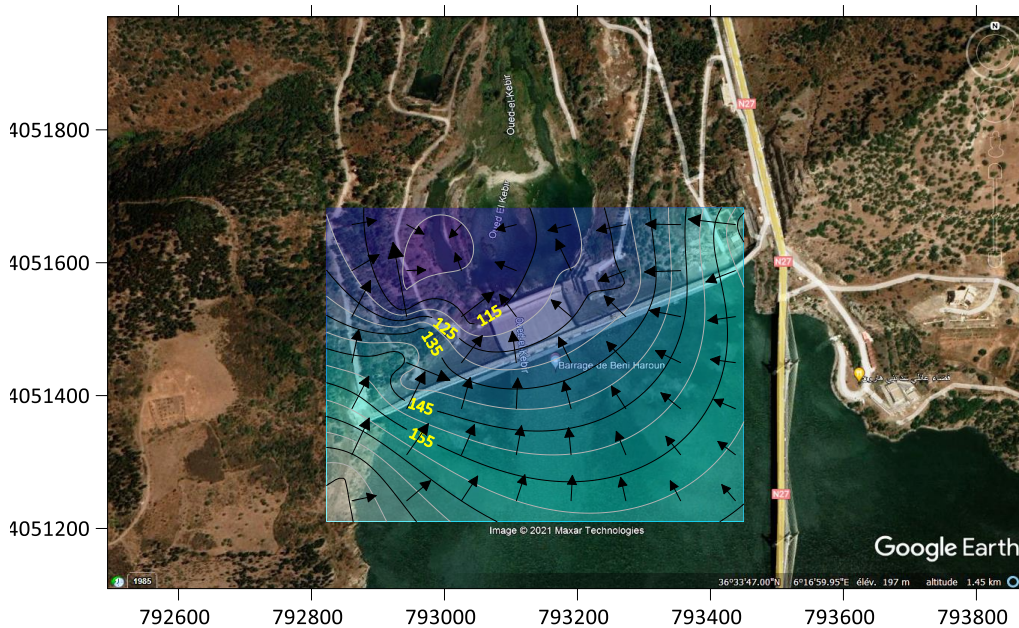 4051800
4051600
4051400
4051200
Oued-el-Kebir
N27
N
Oued El Kebir
N27
115
125
135
Barrage de Beni Haroun
145
155
N27
Image © 2021 Maxar Technologies
Google Earth
1985
36°33'47.00"N 6°16'59.95"E élév. 197 m altitude 1.45 km
792600 792800 793000 793200 793400 793600 793800